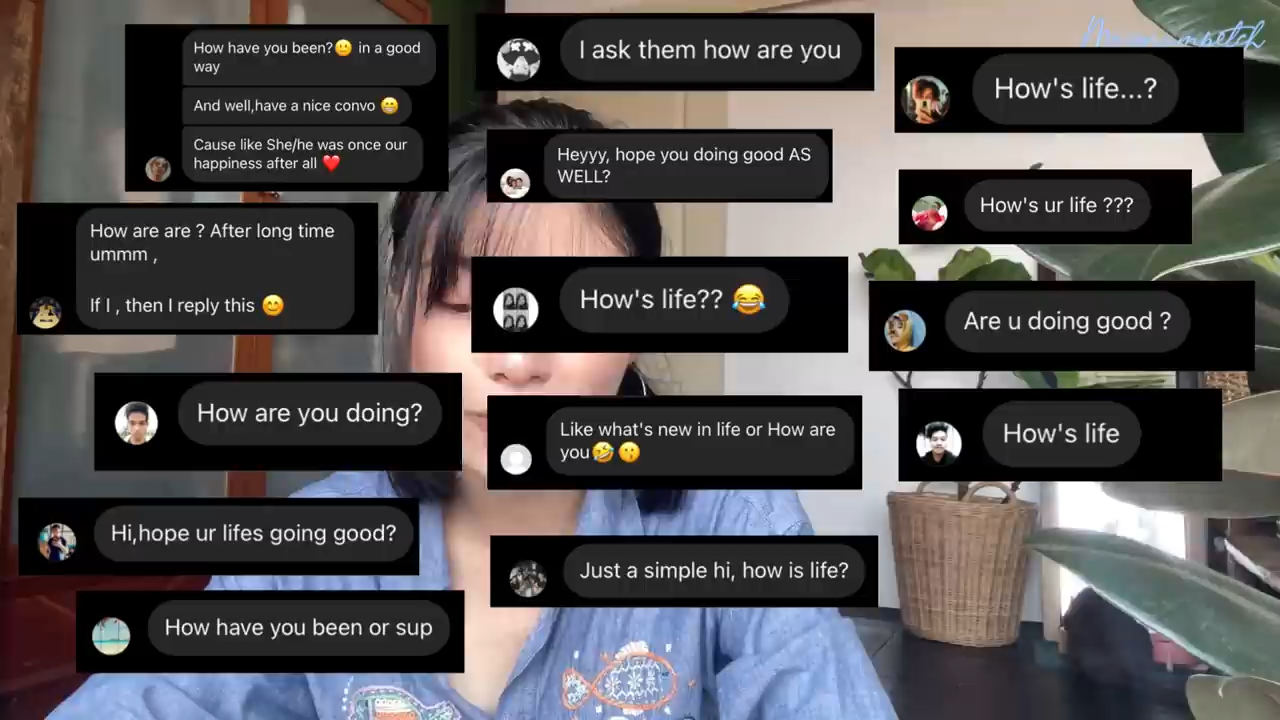 How have you been?🙂 in a good
way
And well,have a nice convo 😁
Cause like She/he was once our
happiness after all ❤️
How are are ? After long time
ummm ,
If I , then I reply this 😊
How are you doing?
Hi,hope ur lifes going good?
How have you been or sup
I ask them how are you
Heyyy, hope you doing good AS
WELL?
How's life?? 😂
Like what's new in life or How are
you🤣🤫
Just a simple hi, how is life?
How's life...?
How's ur life ???
Are u doing good ?
How's life